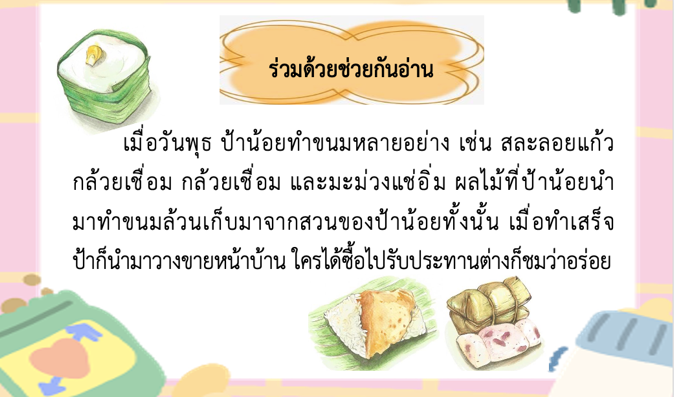 ร่วมด้วยช่วยกันอ่าน
เมื่อวันพุธ ป้าน้อยทำขนมหลายอย่าง เช่น สละลอยแก้ว
กล้วยเชื่อม กล้วยเชื่อม และมะม่วงแช่อิ่ม ผลไม้ที่ป้าน้อยนำ
มาทำขนมล้วนเก็บมาจากสวนของป้าน้อยทั้งนั้น เมื่อทำเสร็จ
ป้าก็นำมาวางขายหน้าบ้าน ใครได้ซื้อไปรับประทานต่างก็ชมว่าอร่อย